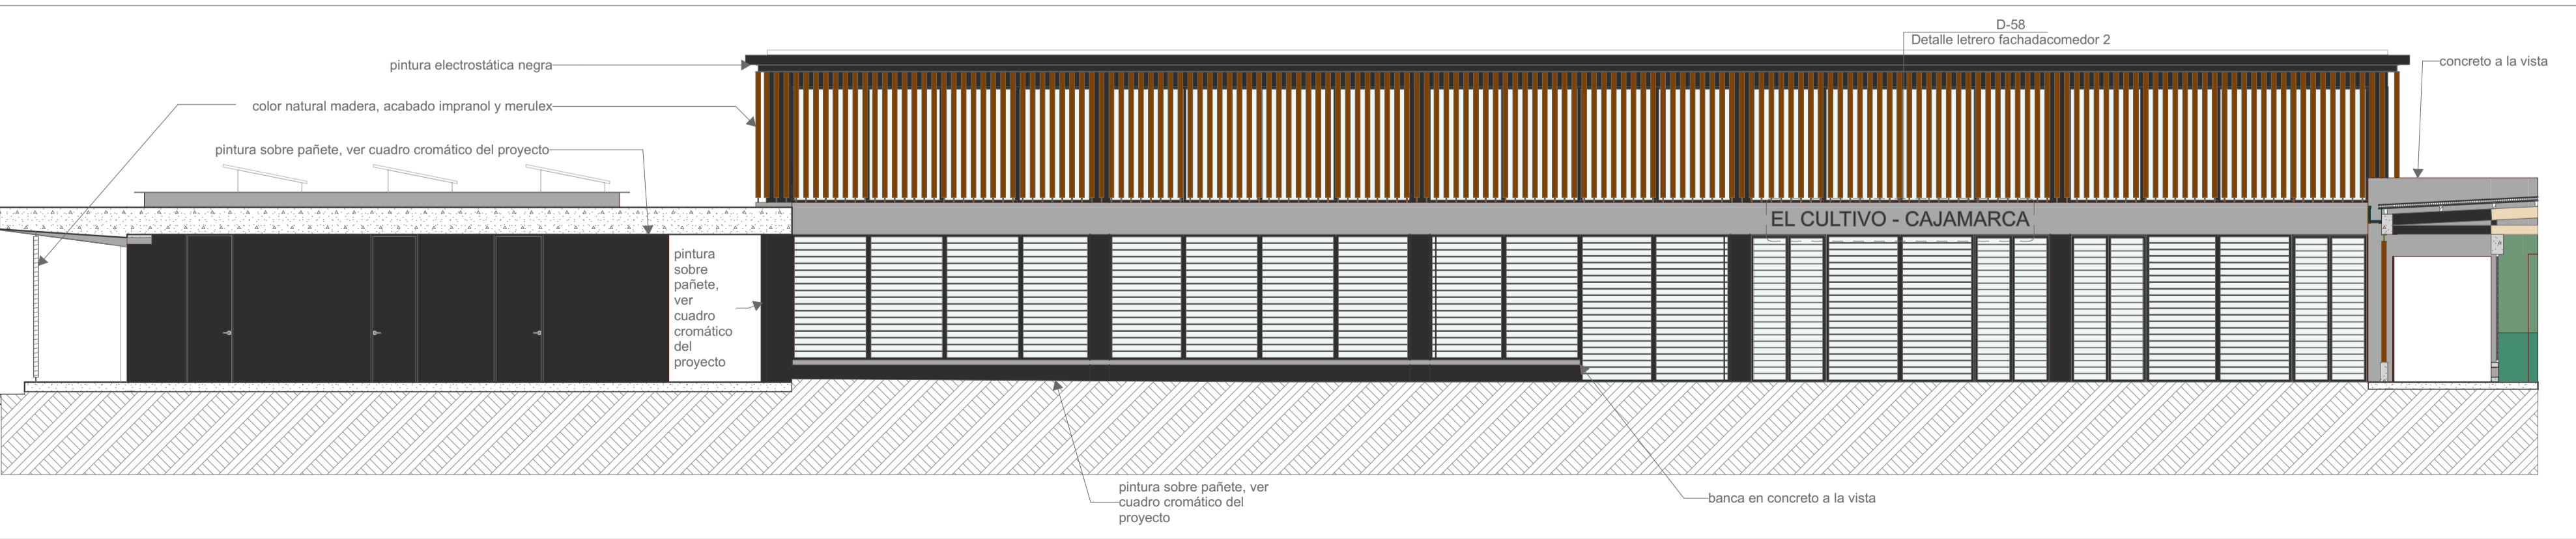 D-58
Detalle letrero fachadacomedor 2
pintura electrostática negra
concreto a la vista
color natural madera, acabado impranol y merulex
pintura sobre pañete, ver cuadro cromático del proyecto
EL CULTIVO - CAJAMARCA
pintura
sobre
pañete,
ver
cuadro
cromático
del
proyecto
pintura sobre pañete, ver
cuadro cromático del
proyecto
banca en concreto a la vista